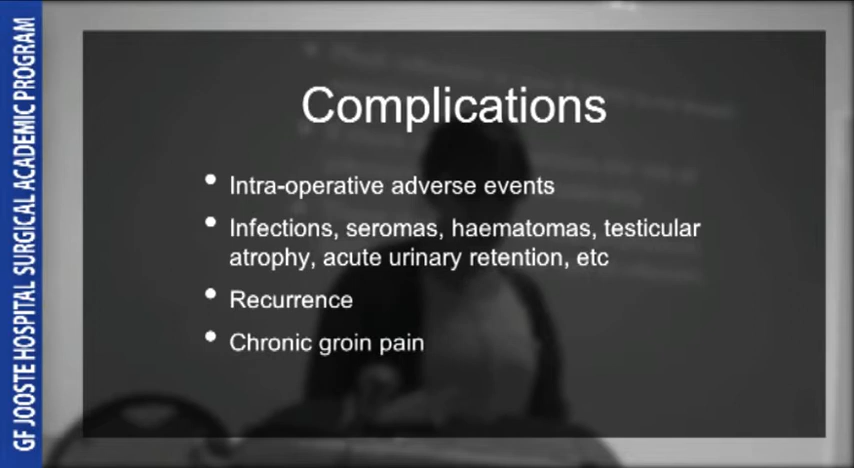 GF JOOSTE HOSPITAL SURGICAL ACADEMIC PROGRAM
Complications
• Intra-operative adverse events
• Infections, seromas, haematomas, testicular
atrophy, acute urinary retention, etc
• Recurrence
• Chronic groin pain